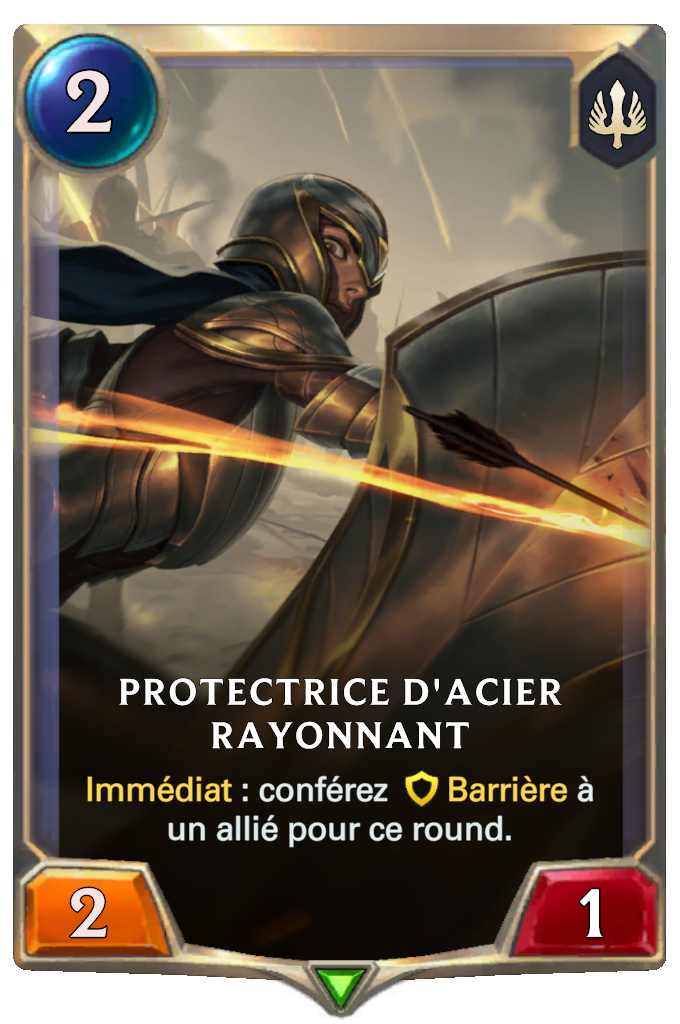 2
PROTECTRICE D'ACIER
RAYONNANT
Immédiat : conférez Barrière à
un allié pour ce round.
2
1